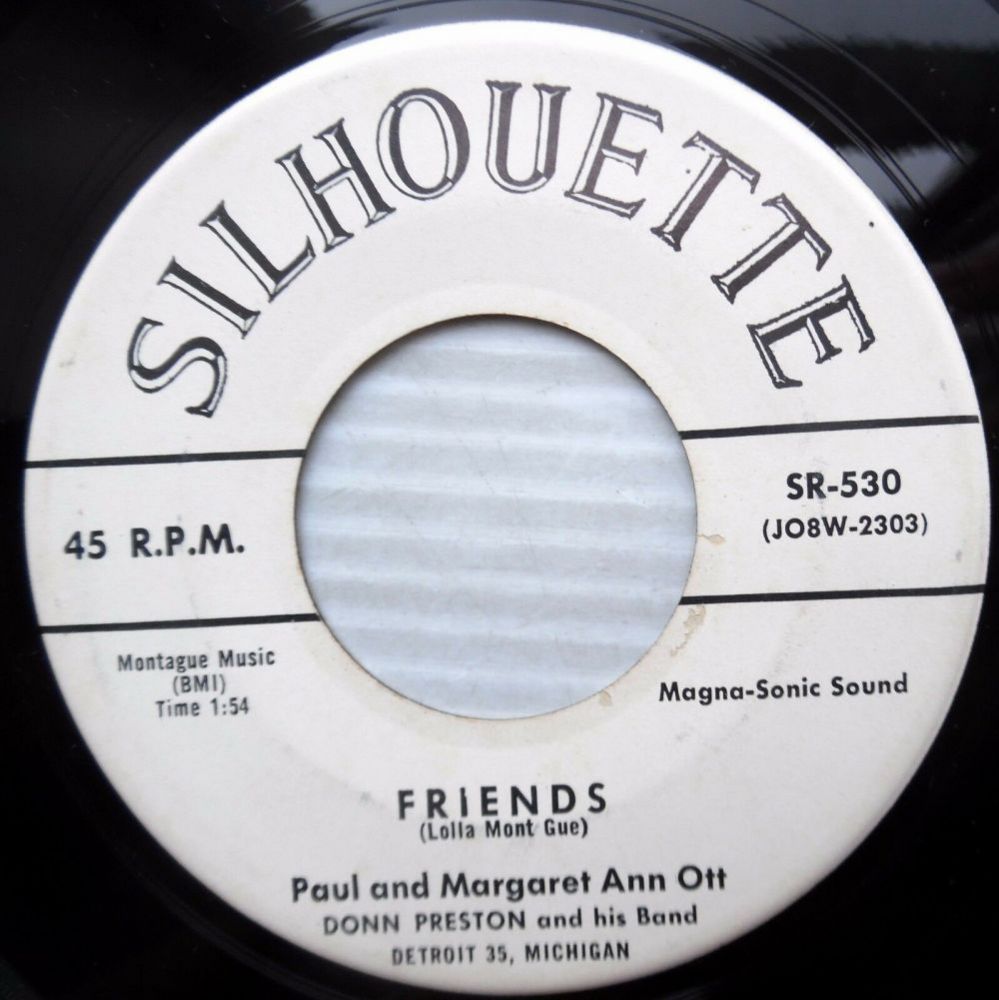 SILHOUETTE
45 R.P.M.
SR-530
(JO8W-2303)
Montague Music
(BMI)
Time 1:54
Magna-Sonic Sound
FRIENDS
(Lolla Mont Gue)
Paul and Margaret Ann Ott
DONN PRESTON and his Band
DETROIT 35, MICHIGAN